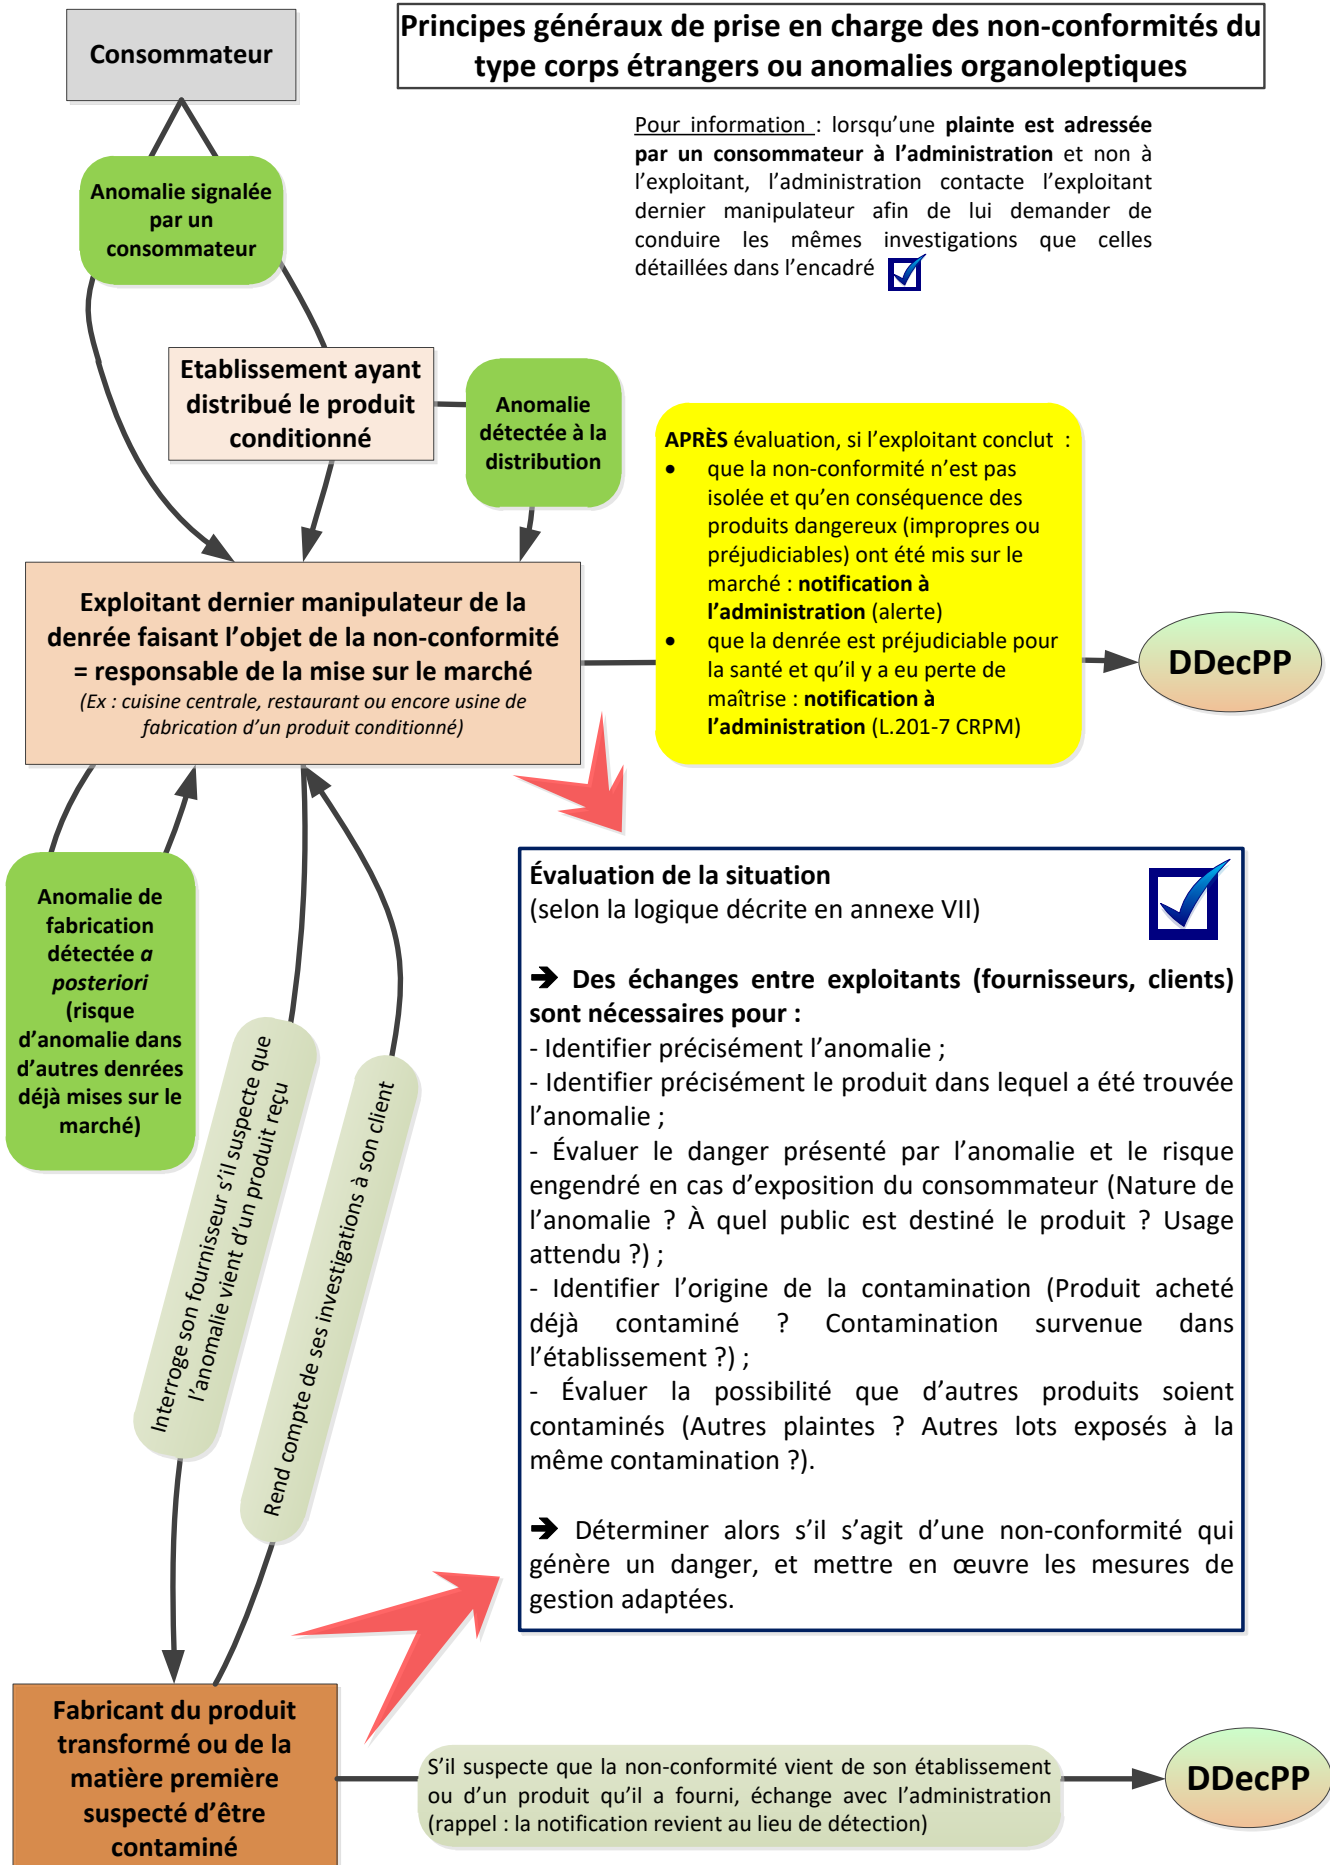 Consommateur
Principes généraux de prise en charge des non-conformités du
type corps étrangers ou anomalies organoleptiques
Pour information : lorsqu’une plainte est adressée
par un consommateur à l’administration et non à
l’exploitant, l’administration contacte l’exploitant
dernier manipulateur afin de lui demander de
conduire les mêmes investigations que celles
détaillées dans l’encadré
Anomalie signalée
par un
consommateur
Etablissement ayant
distribué le produit
conditionné
Anomalie
détectée à la
distribution
APRÈS évaluation, si l’exploitant conclut :
• que la non-conformité n’est pas
isolée et qu’en conséquence des
produits dangereux (impropres ou
préjudiciables) ont été mis sur le
marché : notification à
l’administration (alerte)
• que la denrée est préjudiciable pour
la santé et qu’il y a eu perte de
maîtrise : notification à
l’administration (L.201-7 CRPM)
DDecPP
Exploitant dernier manipulateur de la
denrée faisant l’objet de la non-conformité
= responsable de la mise sur le marché
(Ex : cuisine centrale, restaurant ou encore usine de
fabrication d’un produit conditionné)
Anomalie de
fabrication
détectée a
posteriori
(risque
d’anomalie dans
d’autres denrées
déjà mises sur le
marché)
Interroge son fournisseur s’il suspecte que
l’anomalie vient d’un produit reçu
Rend compte de ses investigations à son client
Évaluation de la situation
(selon la logique décrite en annexe VII)
➔ Des échanges entre exploitants (fournisseurs, clients)
sont nécessaires pour :
- Identifier précisément l’anomalie ;
- Identifier précisément le produit dans lequel a été trouvée
l’anomalie ;
- Évaluer le danger présenté par l’anomalie et le risque
engendré en cas d’exposition du consommateur (Nature de
l’anomalie ? À quel public est destiné le produit ? Usage
attendu ?) ;
- Identifier l’origine de la contamination (Produit acheté
déjà contaminé ? Contamination survenue dans
l’établissement ?) ;
- Évaluer la possibilité que d’autres produits soient
contaminés (Autres plaintes ? Autres lots exposés à la
même contamination ?).
➔ Déterminer alors s’il s’agit d’une non-conformité qui
génère un danger, et mettre en œuvre les mesures de
gestion adaptées.
Fabricant du produit
transformé ou de la
matière première
suspecté d’être
contaminé
S’il suspecte que la non-conformité vient de son établissement
ou d’un produit qu’il a fourni, échange avec l’administration
(rappel : la notification revient au lieu de détection)
DDecPP